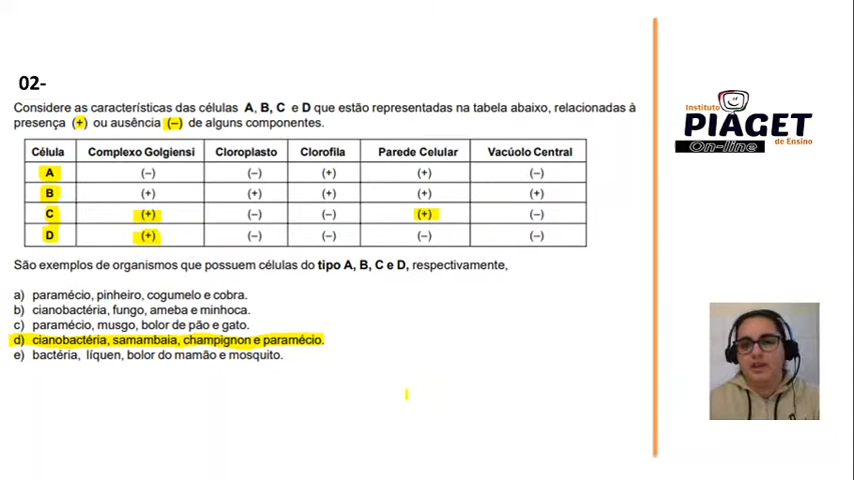 02-
Considere as características das células A, B, C e D que estão representadas na tabela abaixo, relacionadas à
presença (+) ou ausência (–) de alguns componentes.
Célula Complexo Golgiensi Cloroplasto Clorofila Parede Celular Vacúolo Central
A (–) (–) (+) (+) (–)
B (+) (+) (+) (+) (+)
C (+) (–) (–) (+) (–)
D (+) (–) (–) (–) (–)
São exemplos de organismos que possuem células do tipo A, B, C e D, respectivamente,
a) paramécio, pinheiro, cogumelo e cobra.
b) cianobactéria, fungo, ameba e minhoca.
c) paramécio, musgo, bolor de pão e gato.
d) cianobactéria, samambaia, champignon e paramécio.
e) bactéria, líquen, bolor do mamão e mosquito.
Instituto
PIAGET
On-line de Ensino